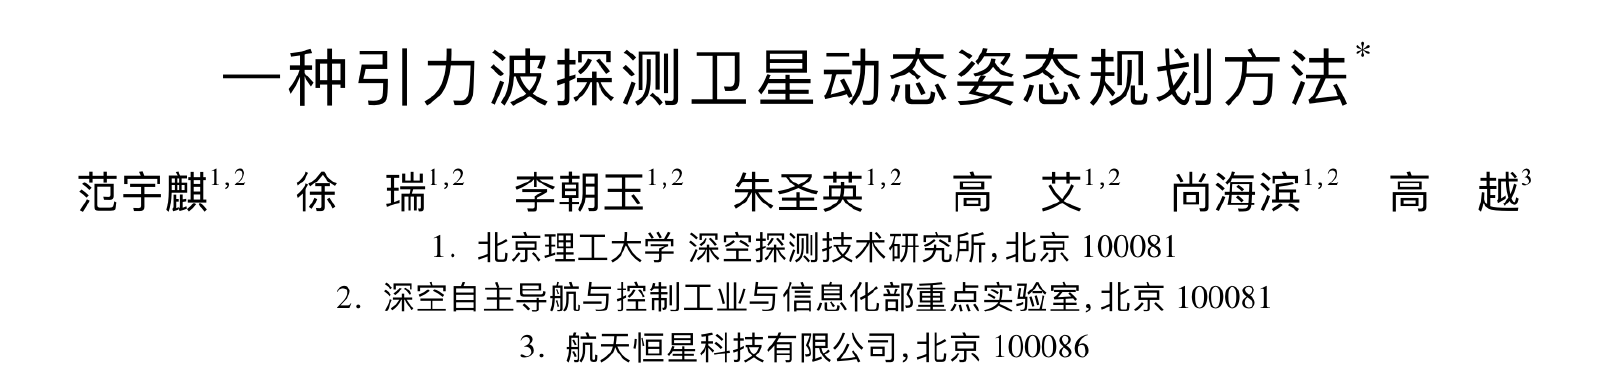 一种引力波探测卫星动态姿态规划方法*
范宇麒1,2 徐 瑞1,2 李朝玉1,2 朱圣英1,2 高 艾1,2 尚海滨1,2 高 越3
1. 北京理工大学 深空探测技术研究所,北京 100081
2. 深空自主导航与控制工业与信息化部重点实验室,北京 100081
3. 航天恒星科技有限公司,北京 100086